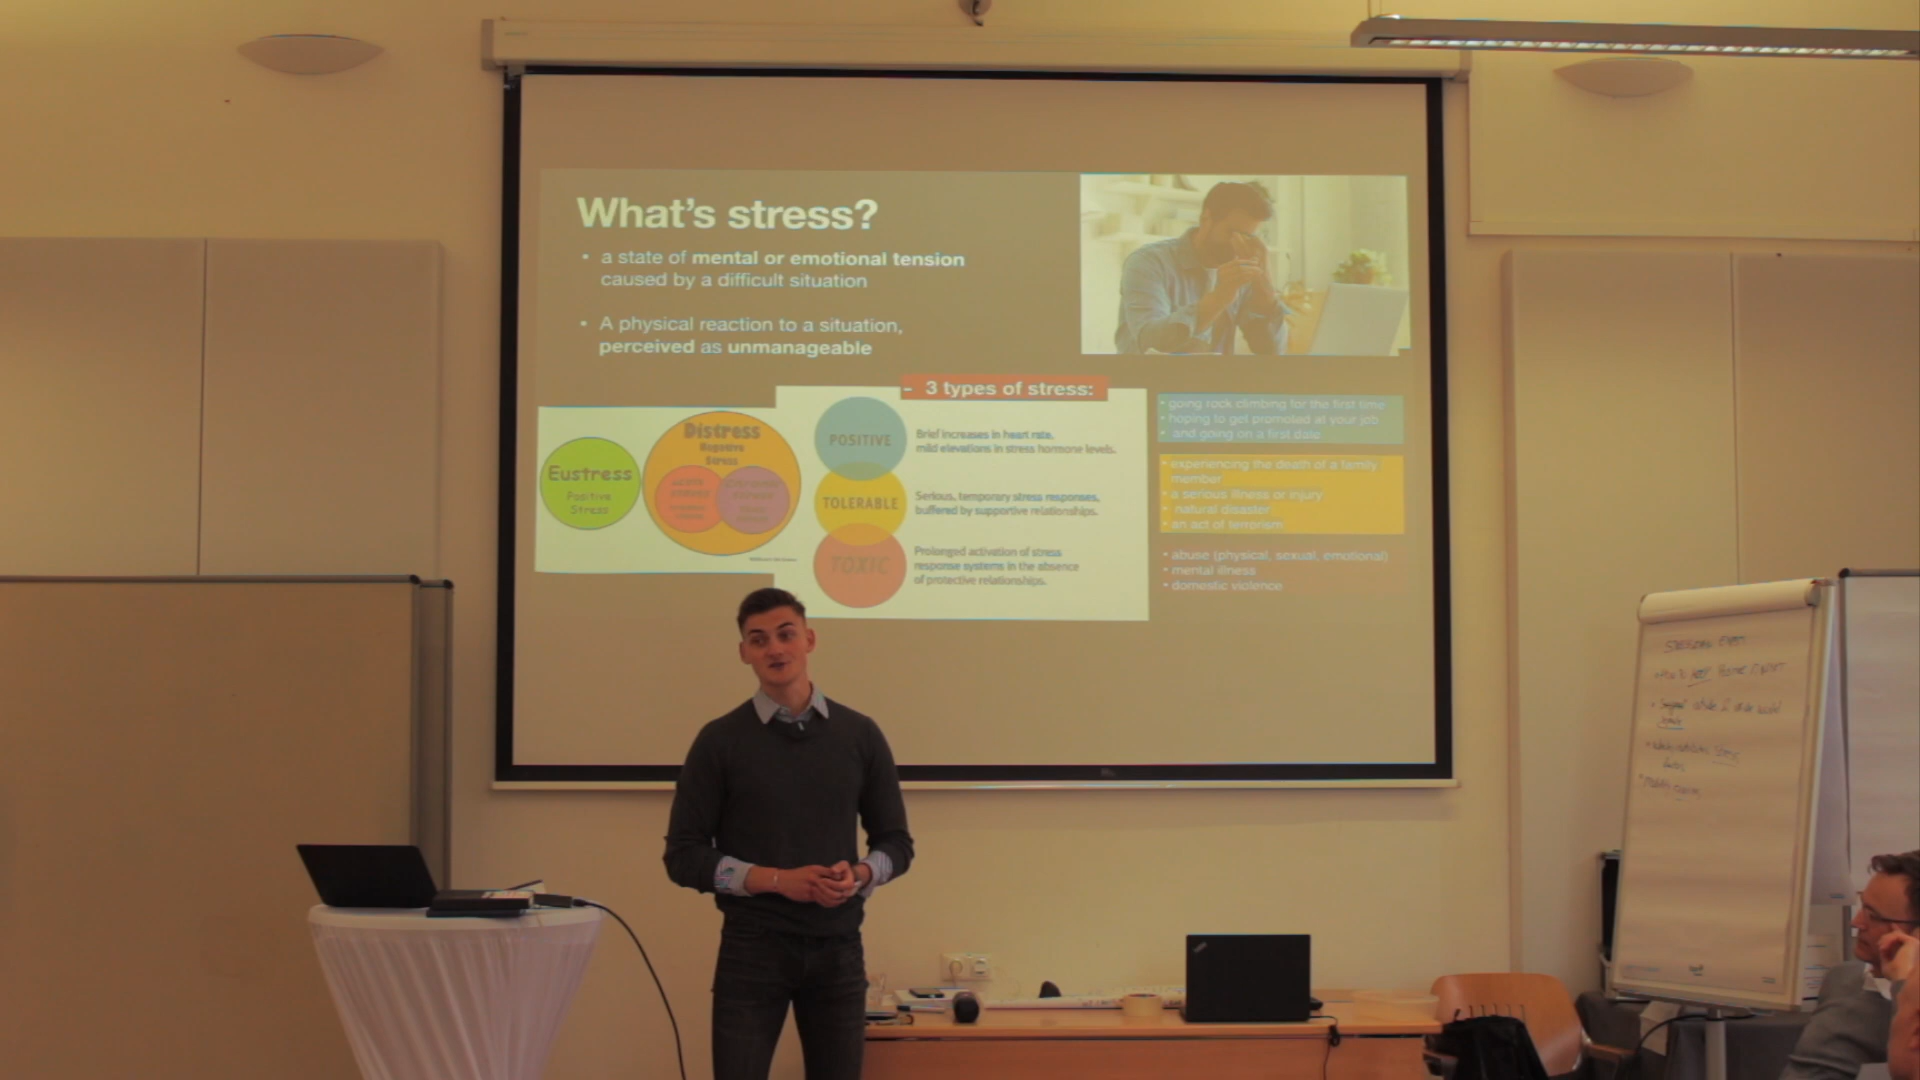 What's stress?
• a state of mental or emotional tension
caused by a difficult situation
• A physical reaction to a situation,
perceived as unmanageable
- 3 types of stress:
Eustress
Positive
Stress
Distress
Negative
Stress
POSITIVE
Brief increases in heart rate,
mild elevations in stress hormone levels.
TOLERABLE
Serious, temporary stress responses,
buffered by supportive relationships.
TOXIC
Prolonged activation of stress
response systems in the absence
of protective relationships.
• going rock climbing for the first time
• hoping to get promoted at your job
• and going on a first date
• experiencing the death of a family
member
• a serious illness or injury
• natural disaster
• an act of terrorism
• abuse (physical, sexual, emotional)
• mental illness
• domestic violence